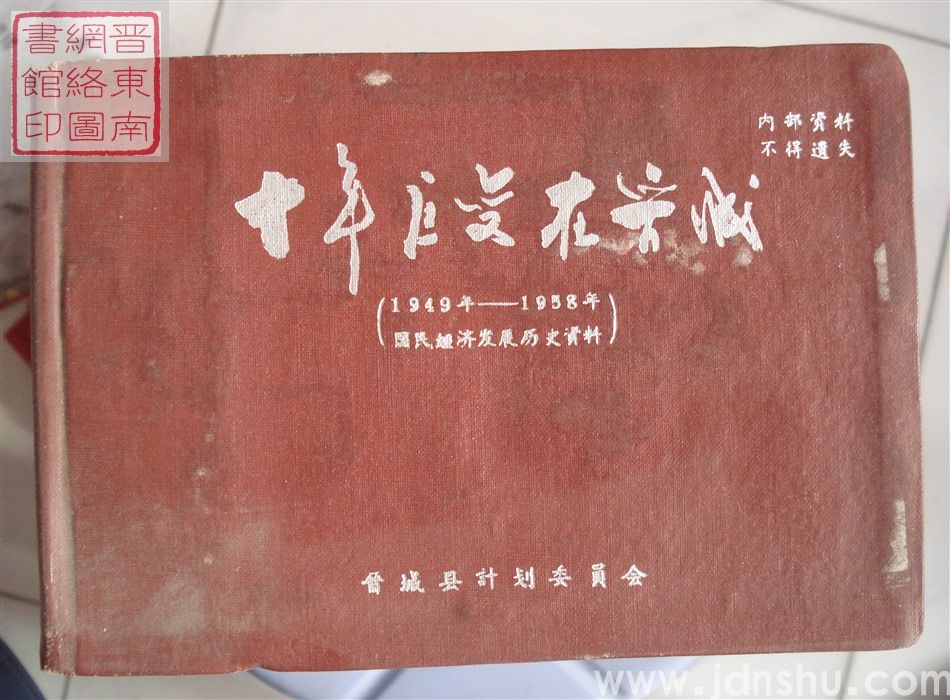 晋東南
網絡圖
書館印
内部資料
不得遺失
十年巨变在晋城
(1949年——1958年
國民經济发展历史資料)
晋城县計划委員会
www.jdnshu.com